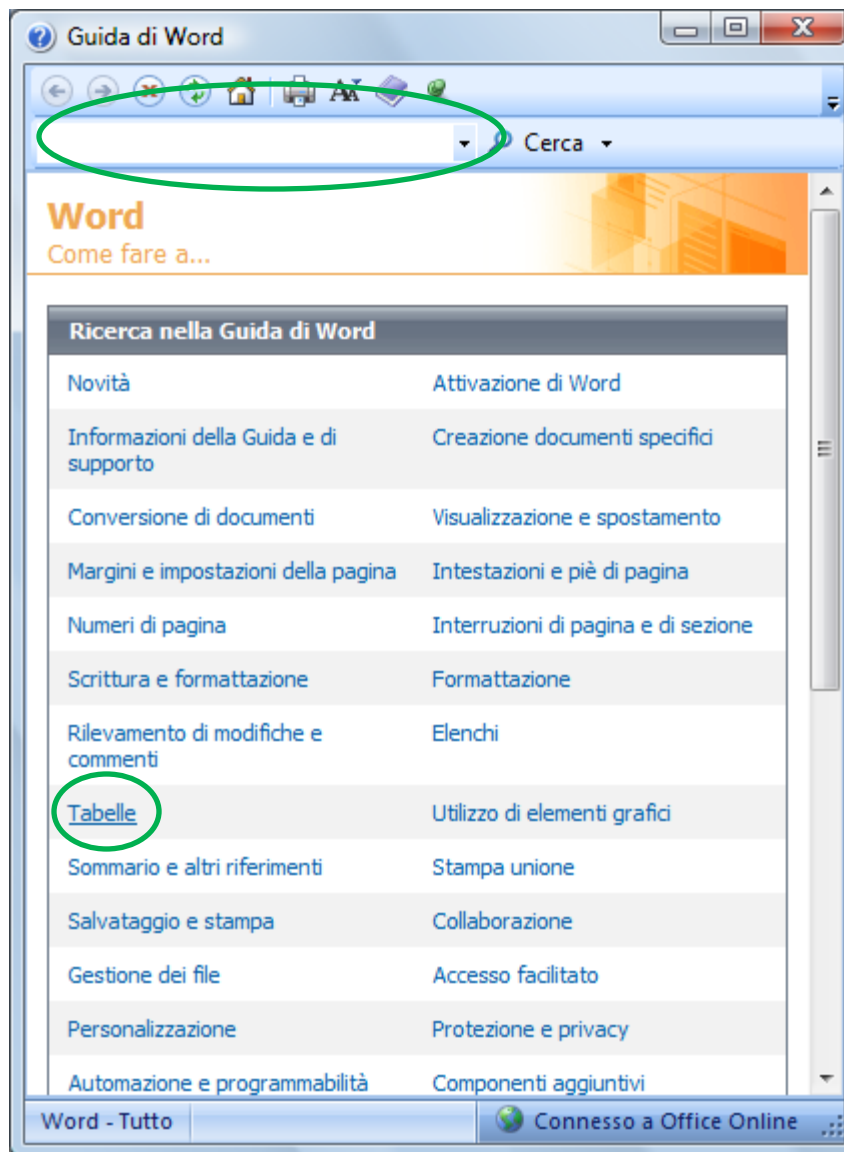 Guida di Word
Cerca
Word
Come fare a...
Ricerca nella Guida di Word
Novità
Attivazione di Word
Informazioni della Guida e di
supporto
Creazione documenti specifici
Conversione di documenti
Visualizzazione e spostamento
Margini e impostazioni della pagina
Intestazioni e piè di pagina
Numeri di pagina
Interruzioni di pagina e di sezione
Scrittura e formattazione
Formattazione
Rilevamento di modifiche e
commenti
Elenchi
Tabelle
Utilizzo di elementi grafici
Sommario e altri riferimenti
Stampa unione
Salvataggio e stampa
Collaborazione
Gestione dei file
Accesso facilitato
Personalizzazione
Protezione e privacy
Automazione e programmabilità
Componenti aggiuntivi
Word - Tutto
Connesso a Office Online